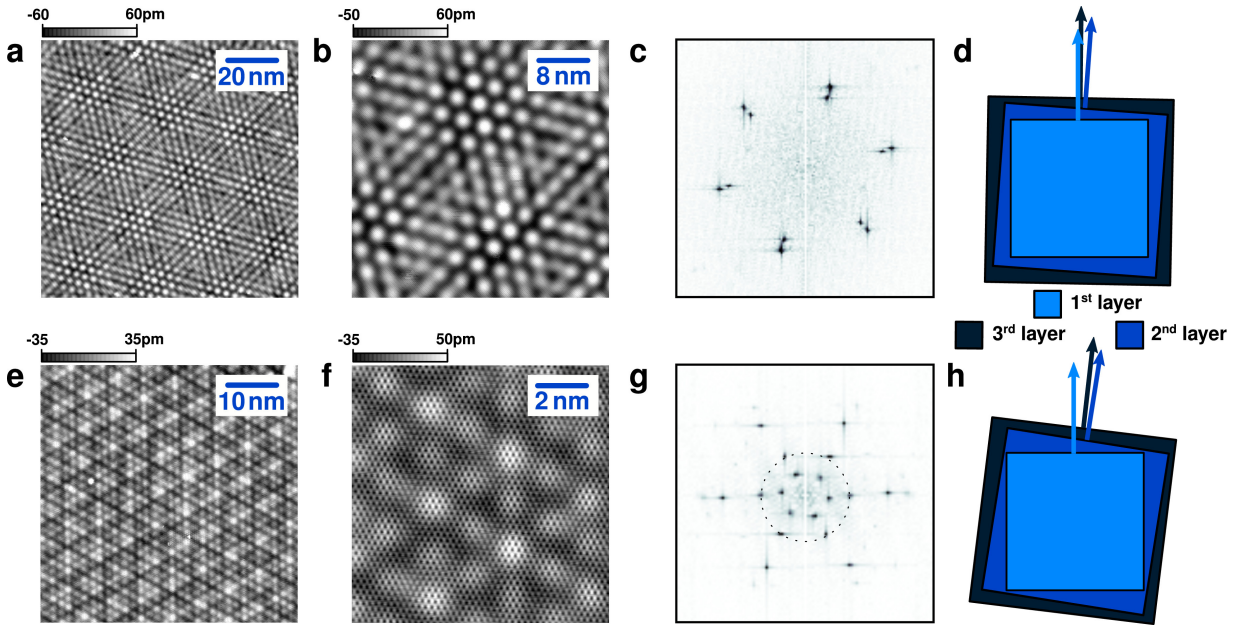 -60 60pm
-50 60pm
a
20 nm
b
8 nm
c
d
1st layer
3rd layer
2nd layer
-35 35pm
-35 50pm
e
10 nm
f
2 nm
g
h